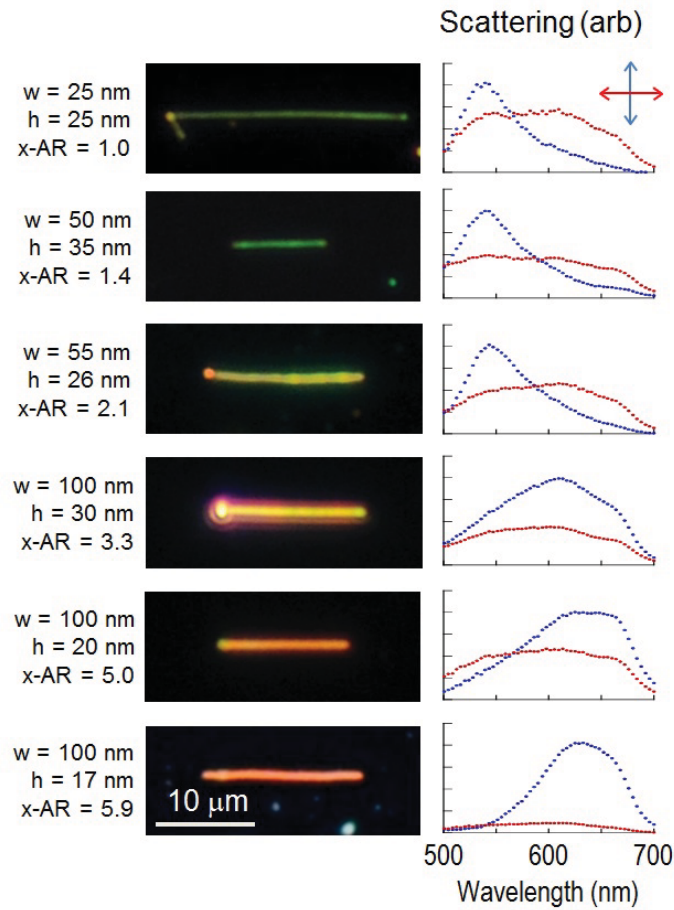 Scattering (arb)
w = 25 nm
h = 25 nm
x-AR = 1.0
w = 50 nm
h = 35 nm
x-AR = 1.4
w = 55 nm
h = 26 nm
x-AR = 2.1
w = 100 nm
h = 30 nm
x-AR = 3.3
w = 100 nm
h = 20 nm
x-AR = 5.0
w = 100 nm
h = 17 nm
x-AR = 5.9
10 μm
500 600 700
Wavelength (nm)